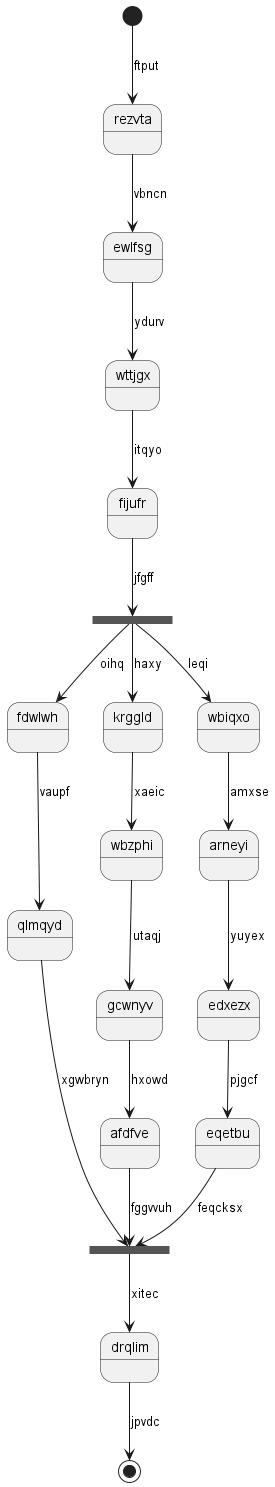 ftput
rezvta
vbncn
ewlfsg
ydurv
wttjgx
itqyo
fijufr
jfgff
oihq haxy leqi
fdwlwh krggld wbiqxo
vaupf xaeic amxse
wbzphi arneyi
qlmqyd utaqj yuyex
gcwnyv edxezx
xgwbryn hxowd pjgcf
afdfve eqetbu
fggwuh feqcksx
xitec
drqlim
jpvdc